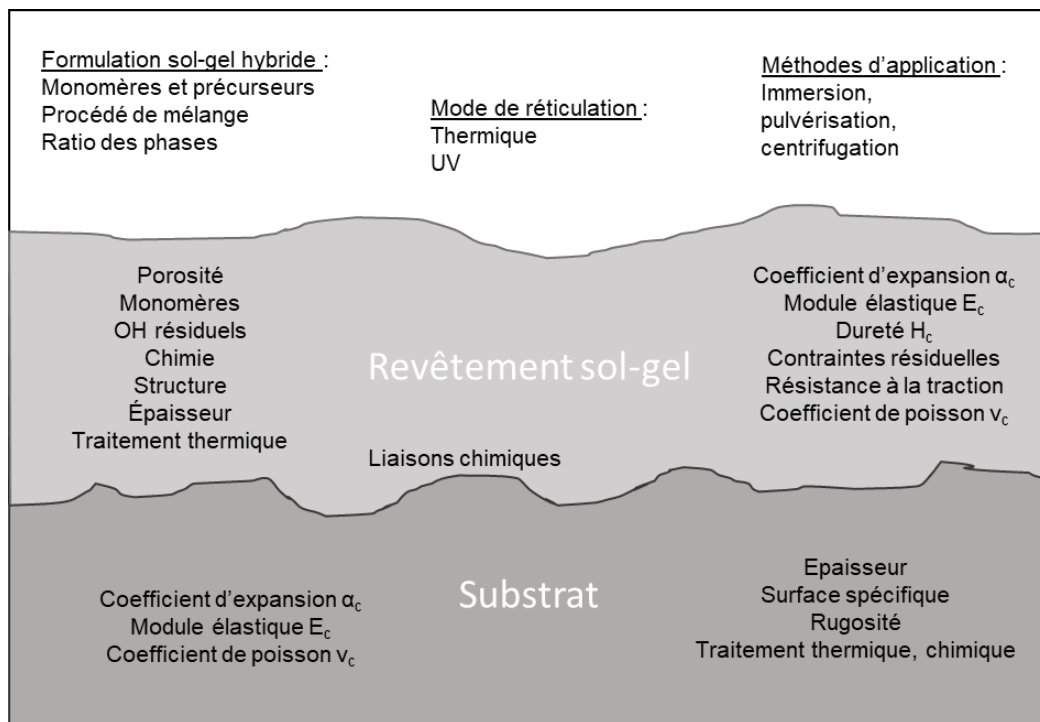 Formulation sol-gel hybride :
Monomères et précurseurs
Procédé de mélange
Ratio des phases
Mode de réticulation :
Thermique
UV
Méthodes d'application :
Immersion,
pulvérisation,
centrifugation
Porosité
Monomères
OH résiduels
Chimie
Structure
Épaisseur
Traitement thermique
Revêtement sol-gel
Liaisons chimiques
Coefficient d'expansion αc
Module élastique Ec
Dureté Hc
Contraintes résiduelles
Résistance à la traction
Coefficient de poisson νc
Coefficient d'expansion αc
Module élastique Ec
Coefficient de poisson νc
Substrat
Epaisseur
Surface spécifique
Rugosité
Traitement thermique, chimique